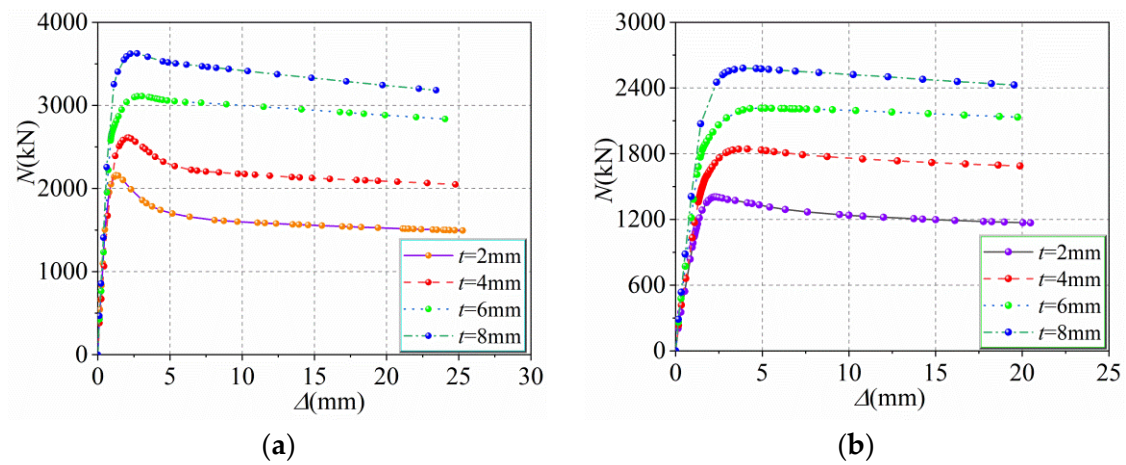 4000
3000
2000
1000
0
N(kN)
0 5 10 15 20 25 30
Δ(mm)
t=2mm
t=4mm
t=6mm
t=8mm
(a)
3000
2400
1800
1200
600
0
N(kN)
0 5 10 15 20 25
Δ(mm)
t=2mm
t=4mm
t=6mm
t=8mm
(b)